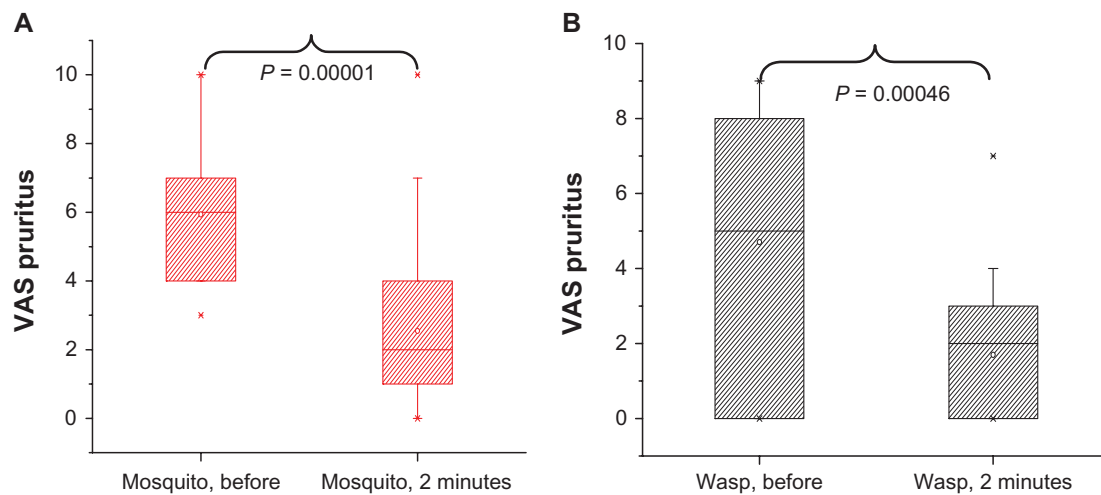 A
VAS pruritus
10
8
6
4
2
0
P = 0.00001
Mosquito, before
Mosquito, 2 minutes
B
VAS pruritus
10
8
6
4
2
0
P = 0.00046
Wasp, before
Wasp, 2 minutes